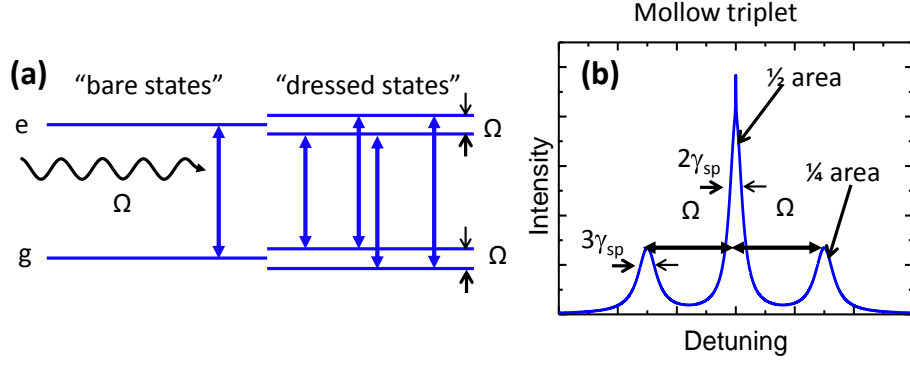 Mollow triplet
(a)
“bare states”
“dressed states”
e
g
Ω
Ω
Ω
(b)
½ area
¼ area
2γsp
3γsp
Ω
Ω
Intensity
Detuning